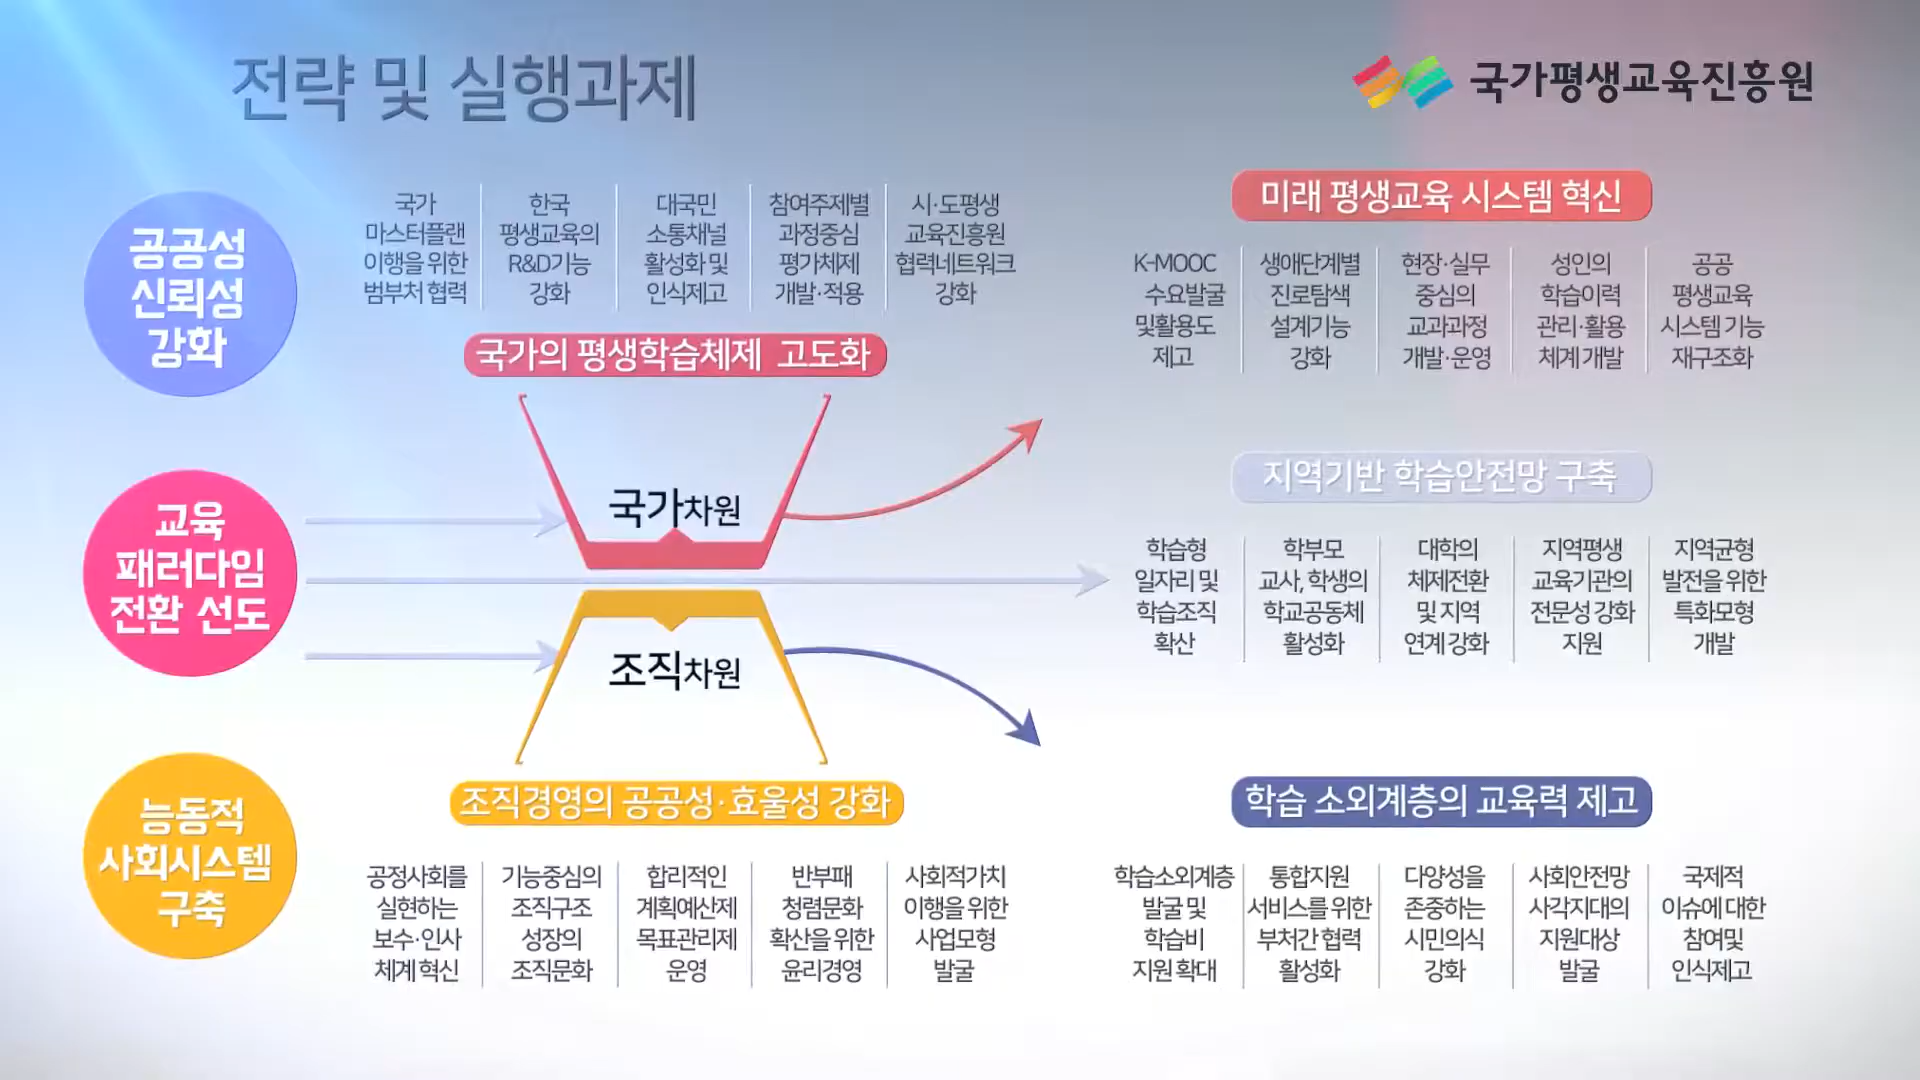 전략 및 실행과제
국가평생교육진흥원
공공성
신뢰성
강화
교육
패러다임
전환 선도
능동적
사회시스템
구축
국가
마스터플랜
이행을 위한
범부처 협력
한국
평생교육의
R&D기능
강화
대국민
소통채널
활성화 및
인식제고
참여주제별
과정중심
평가체제
개발·적용
시·도평생
교육진흥원
협력네트워크
강화
국가의 평생학습체제 고도화
국가차원
조직차원
조직경영의 공공성·효율성 강화
공정사회를
실현하는
보수·인사
체계 혁신
기능중심의
조직구조
성장의
조직문화
합리적인
계획예산제
목표관리제
운영
반부패
청렴문화
확산을 위한
윤리경영
사회적가치
이행을 위한
사업모형
발굴
미래 평생교육 시스템 혁신
K-MOOC
수요발굴
및활용도
제고
생애단계별
진로탐색
설계기능
강화
현장·실무
중심의
교과과정
개발·운영
성인의
학습이력
관리·활용
체계 개발
공공
평생교육
시스템 기능
재구조화
지역기반 학습안전망 구축
학습형
일자리 및
학습조직
확산
학부모
교사, 학생의
학교공동체
활성화
대학의
체제전환
및 지역
연계 강화
지역평생
교육기관의
전문성 강화
지원
지역균형
발전을 위한
특화모형
개발
학습 소외계층의 교육력 제고
학습소외계층
발굴 및
학습비
지원 확대
통합지원
서비스를 위한
부처간 협력
활성화
다양성을
존중하는
시민의식
강화
사회안전망
사각지대의
지원대상
발굴
국제적
이슈에 대한
참여및
인식제고